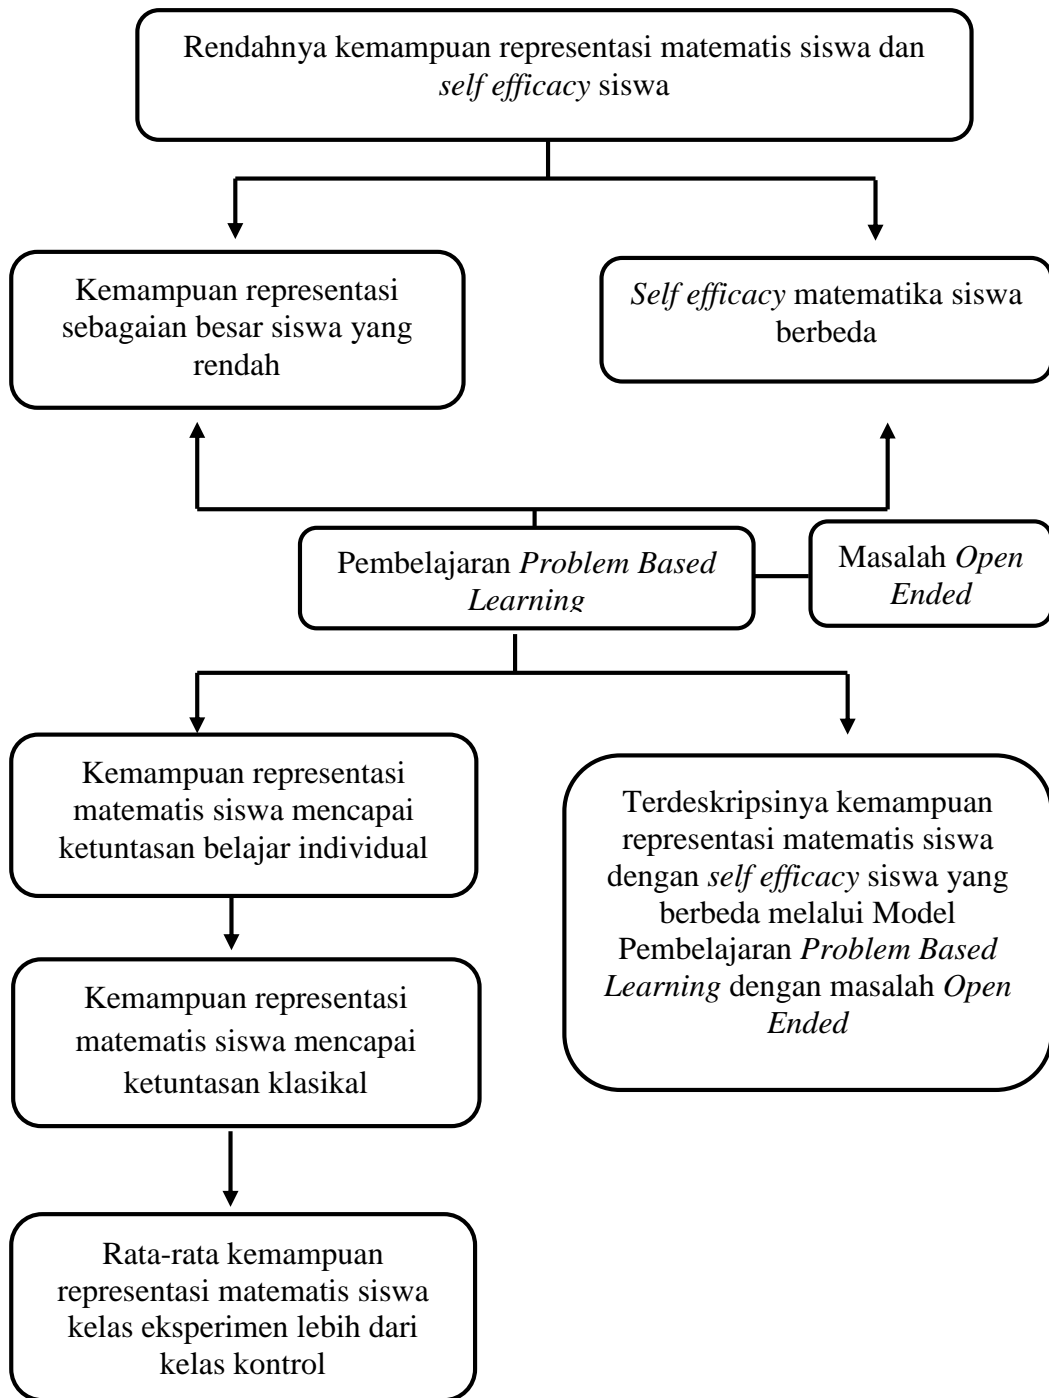 Rendahnya kemampuan representasi matematis siswa dan
self efficacy siswa
Kemampuan representasi
sebagaian besar siswa yang
rendah
Self efficacy matematika siswa
berbeda
Pembelajaran Problem Based
Learning
Masalah Open
Ended
Kemampuan representasi
matematis siswa mencapai
ketuntasan belajar individual
Terdeskripsinya kemampuan
representasi matematis siswa
dengan self efficacy siswa yang
berbeda melalui Model
Pembelajaran Problem Based
Learning dengan masalah Open
Ended
Kemampuan representasi
matematis siswa mencapai
ketuntasan klasikal
Rata-rata kemampuan
representasi matematis siswa
kelas eksperimen lebih dari
kelas kontrol